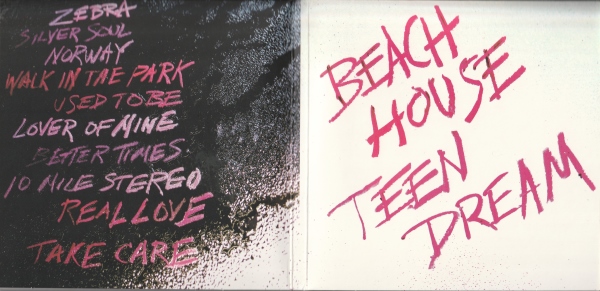 ZEBRA
SILVER SOUL
NORWAY
WALK IN THE PARK
USED TO BE
LOVER OF MINE
BETTER TIMES
10 MILE STEREO
REAL LOVE
TAKE CARE
BEACH
HOUSE
TEEN
DREAM